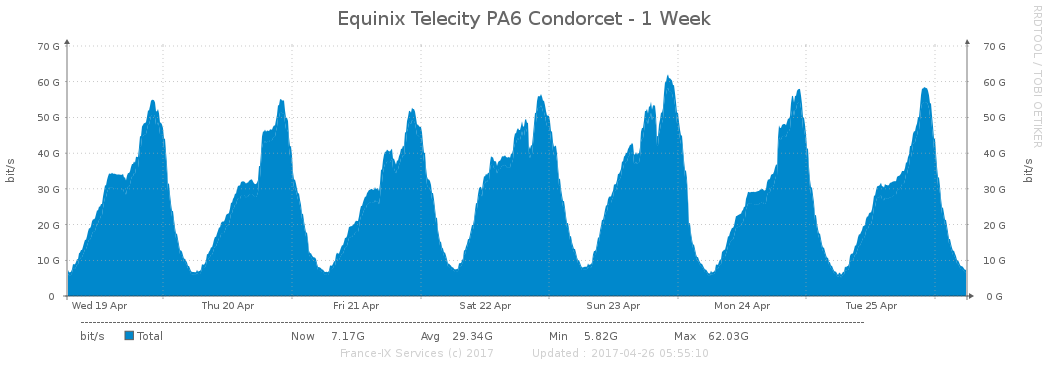 Equinix Telecity PA6 Condorcet - 1 Week
RRDTOOL / TOBI OETIKER
bit/s
70 G
60 G
50 G
40 G
30 G
20 G
10 G
0
70 G
60 G
50 G
40 G
30 G
20 G
10 G
0 G
bit/s
Wed 19 Apr Thu 20 Apr Fri 21 Apr Sat 22 Apr Sun 23 Apr Mon 24 Apr Tue 25 Apr
bit/s Total Now 7.17G Avg 29.34G Min 5.82G Max 62.03G
France-IX Services (c) 2017 Updated : 2017-04-26 05:55:10